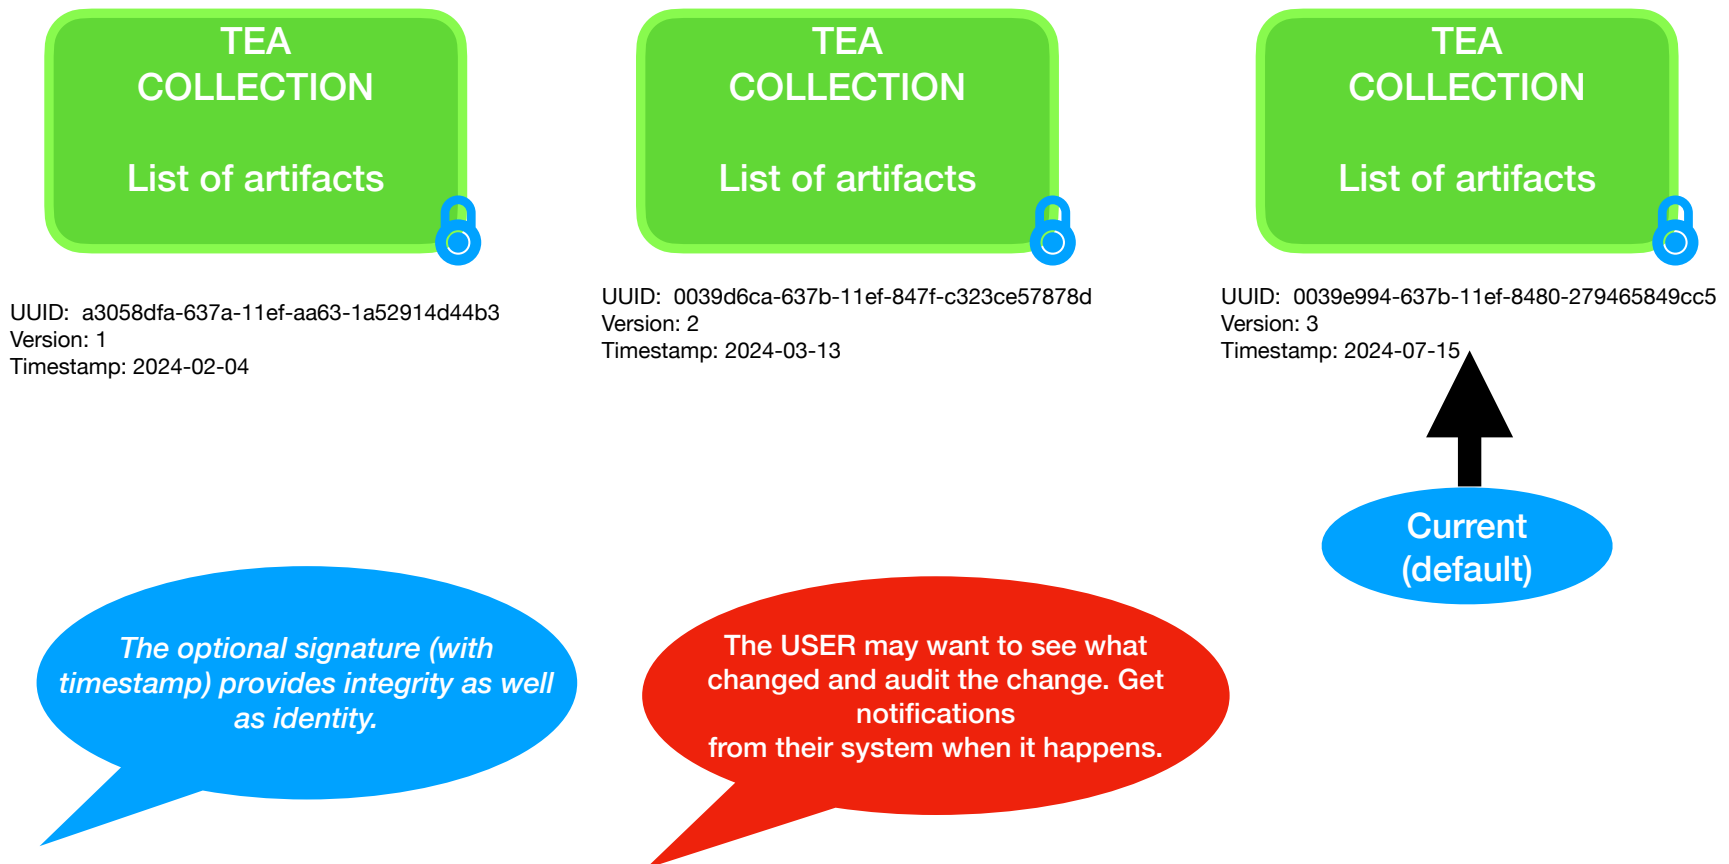 TEA
COLLECTION
List of artifacts
UUID:  a3058dfa-637a-11ef-aa63-1a52914d44b3
Version: 1
Timestamp: 2024-02-04
TEA
COLLECTION
List of artifacts
UUID:  0039d6ca-637b-11ef-847f-c323ce57878d
Version: 2
Timestamp: 2024-03-13
TEA
COLLECTION
List of artifacts
UUID:  0039e994-637b-11ef-8480-279465849cc5
Version: 3
Timestamp: 2024-07-15
Current
(default)
The optional signature (with
timestamp) provides integrity as well
as identity.
The USER may want to see what
changed and audit the change. Get
notifications
from their system when it happens.